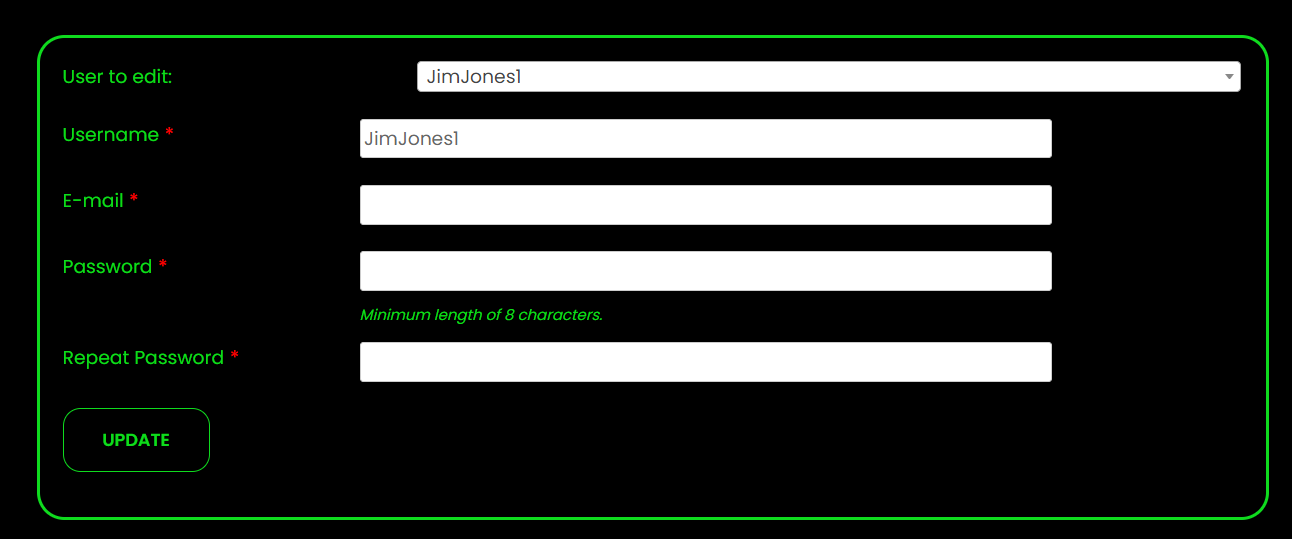 User to edit: JimJones1
Username * JimJones1
E-mail *
Password *
Minimum length of 8 characters.
Repeat Password *
UPDATE